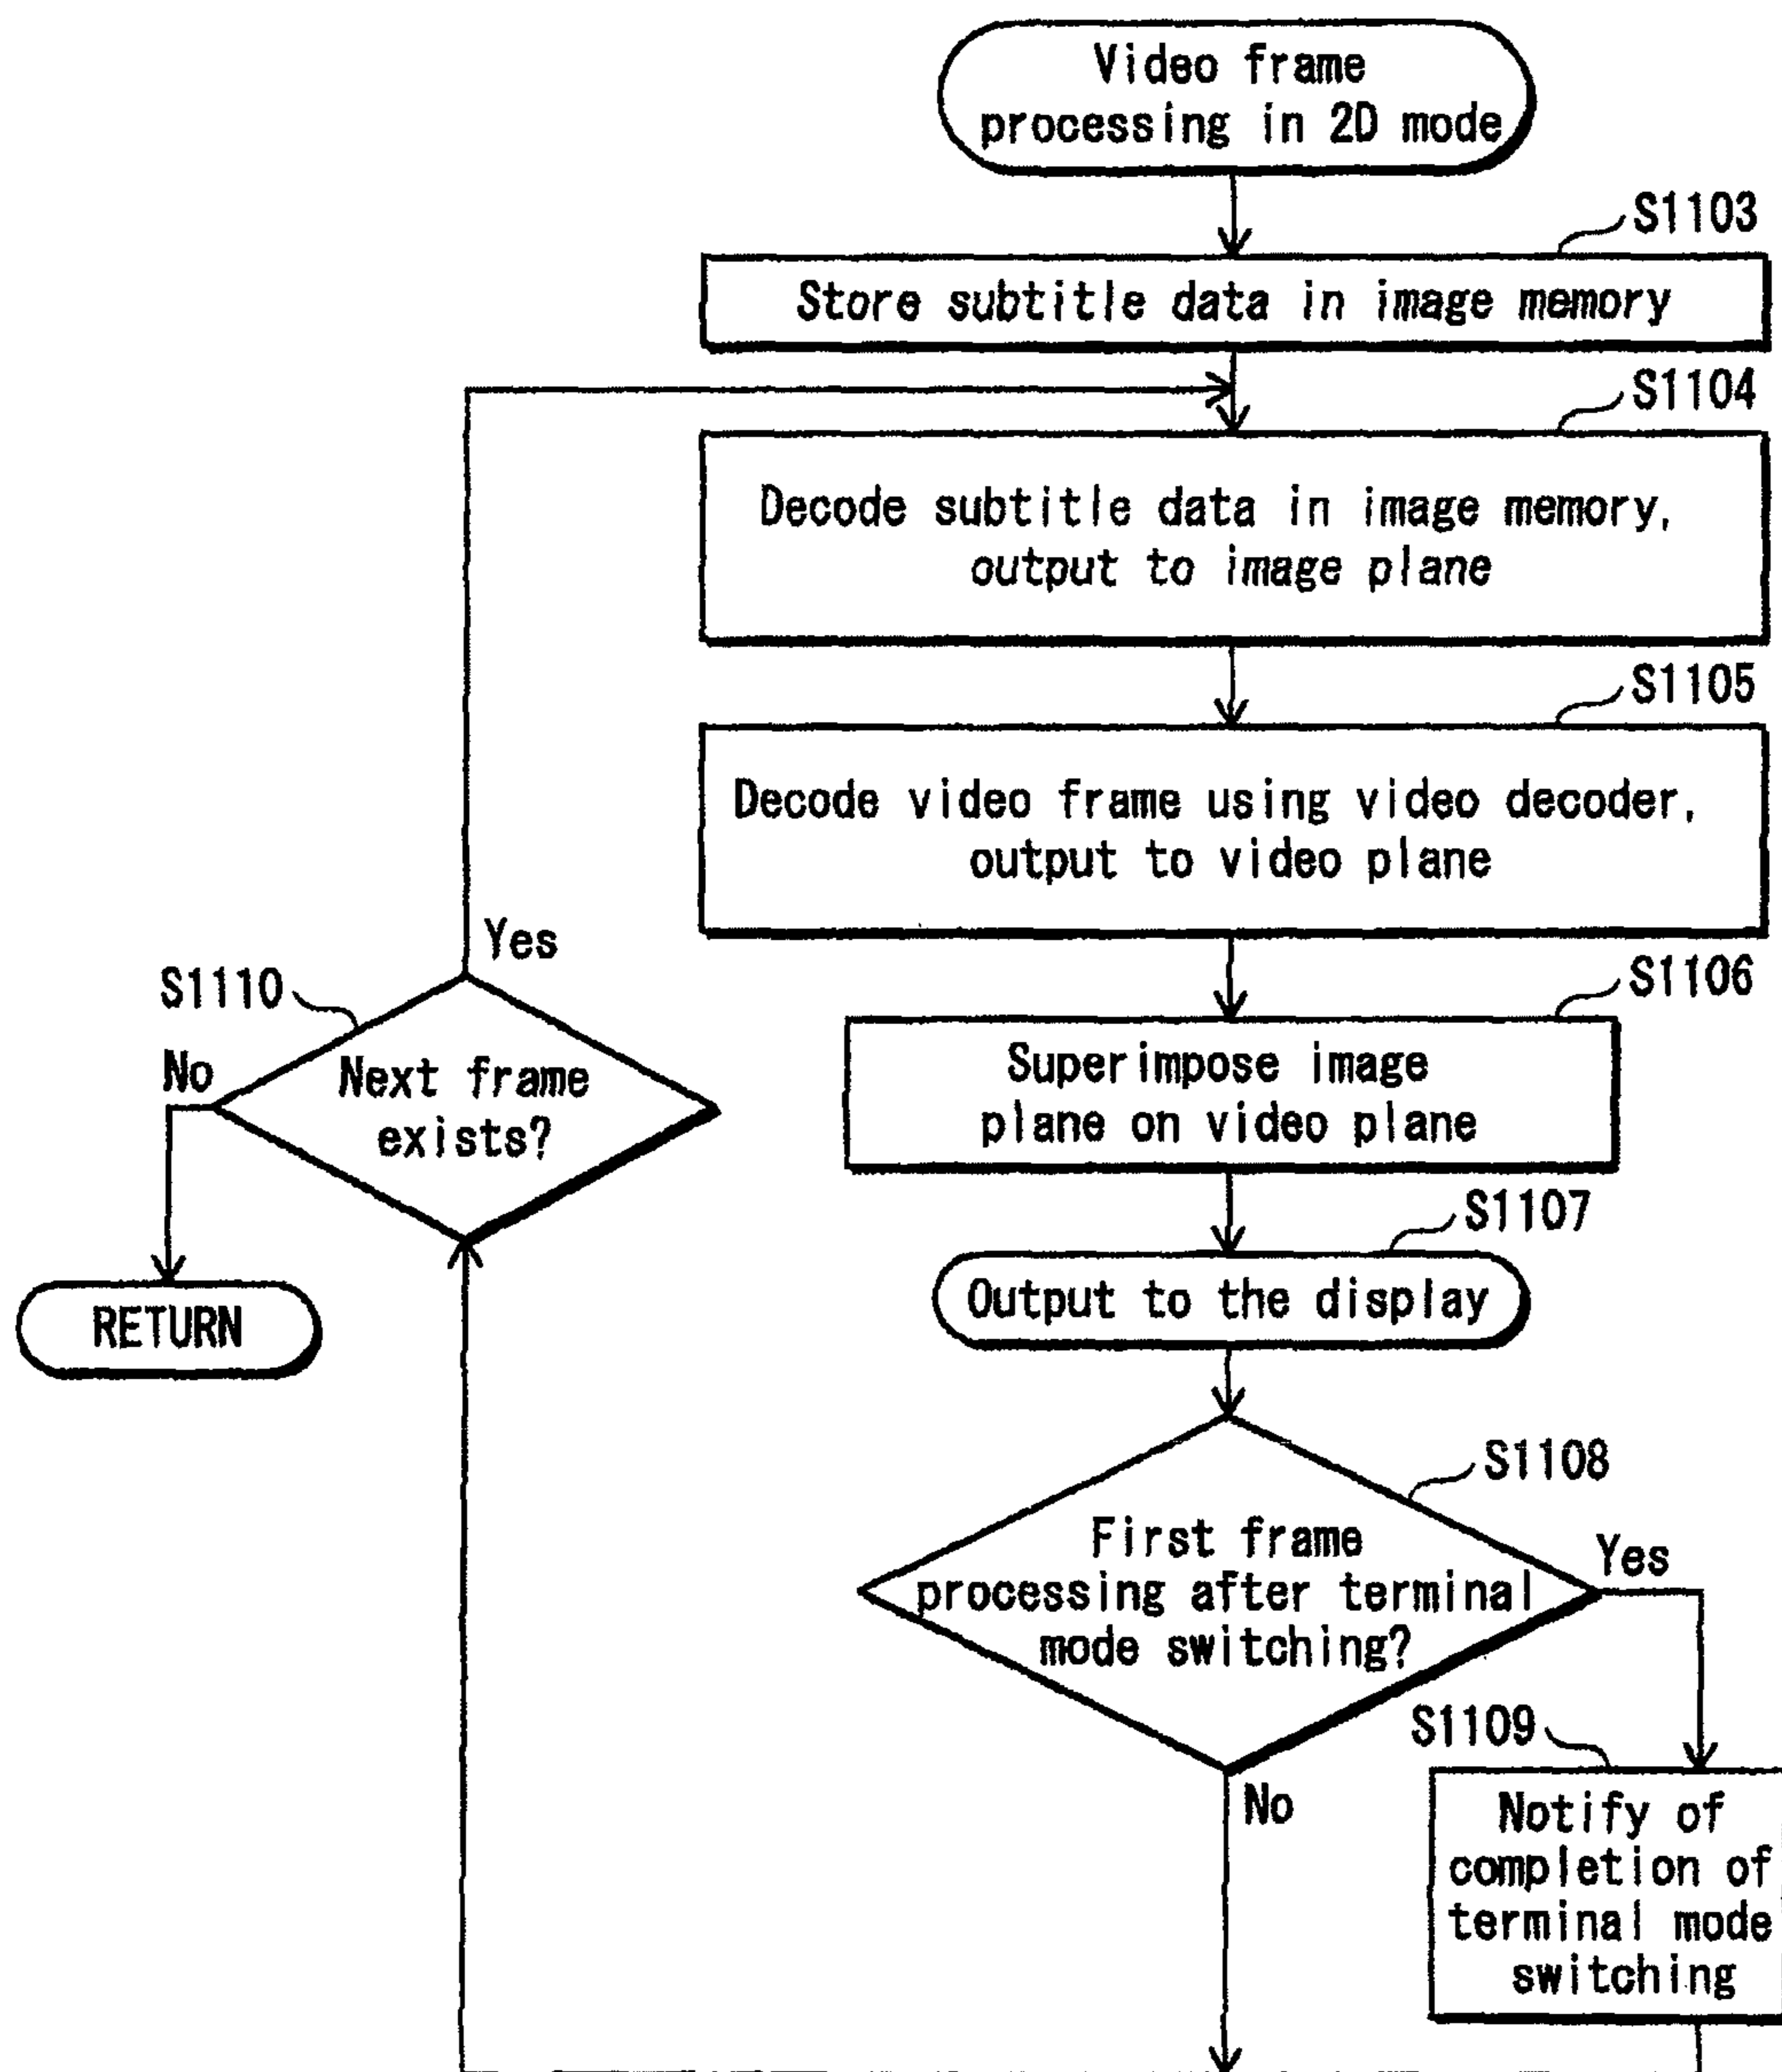 Video frame
processing in 2D mode
S1103
Store subtitle data in image memory
S1104
Decode subtitle data in image memory,
output to image plane
S1105
Decode video frame using video decoder,
output to video plane
S1106
Superimpose image
plane on video plane
S1107
Output to the display
S1108
First frame
processing after terminal
mode switching?
Yes
No
S1109
Notify of
completion of
terminal mode
switching
S1110
Next frame
exists?
Yes
No
RETURN